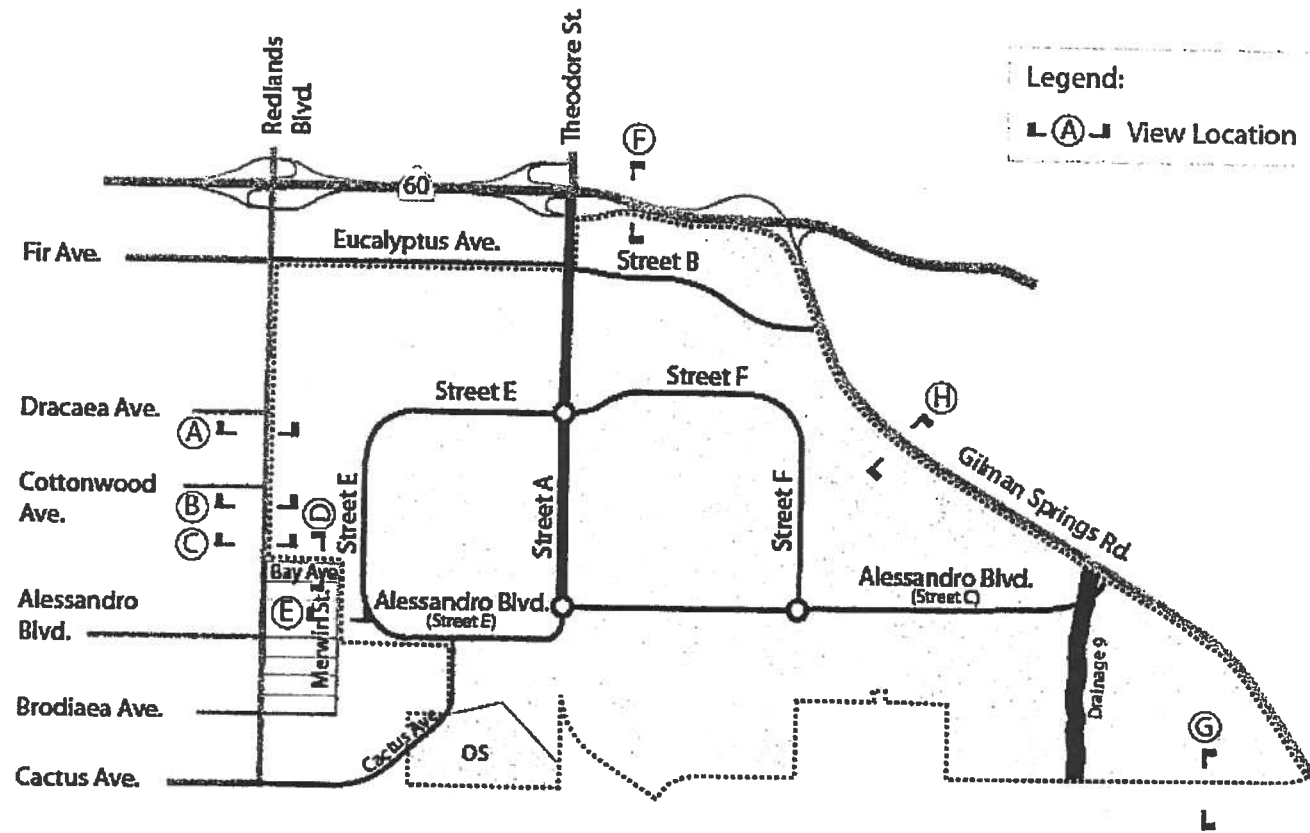 Redlands
Blvd.
Theodore St.
Legend:
A View Location
F
60
Fir Ave.
Eucalyptus Ave.
Street B
Dracaea Ave.
A
Street E
Street F
H
Gilman Springs Rd.
Cottonwood
Ave.
B
C
D
Street E
Street A
Street F
Bay Ave
Alessandro
Blvd.
E
Merwin St.
Alessandro Blvd.
(Street E)
Alessandro Blvd.
(Street C)
Drainage 9
Brodiaea Ave.
Cactus Ave.
Cactus Ave.
OS
G